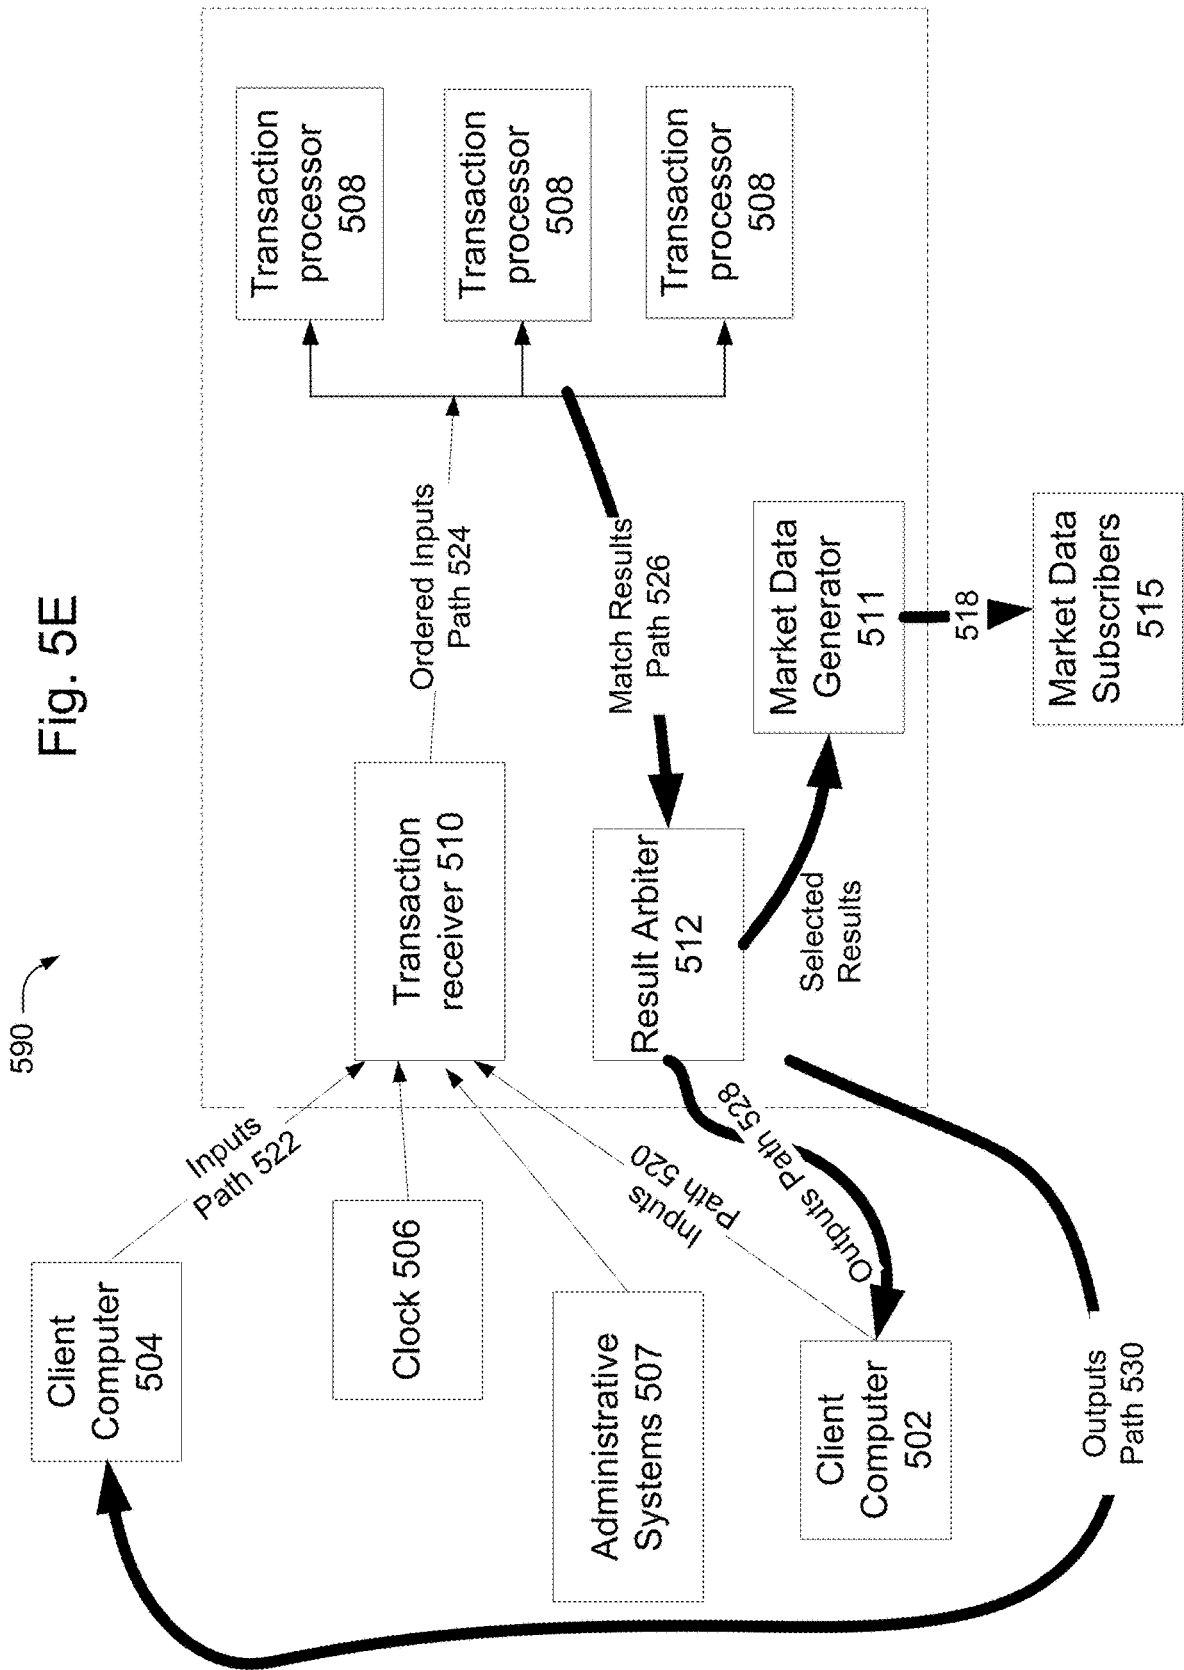 Fig. 5E
590
Client
Computer
504
Inputs
Path 522
Clock 506
Administrative
Systems 507
Client
Computer
502
Inputs
Path 520
Outputs Path 528
Outputs
Path 530
Transaction
receiver 510
Ordered Inputs
Path 524
Transaction
processor
508
Transaction
processor
508
Transaction
processor
508
Match Results
Path 526
Result Arbiter
512
Selected
Results
Market Data
Generator
511
518
Market Data
Subscribers
515